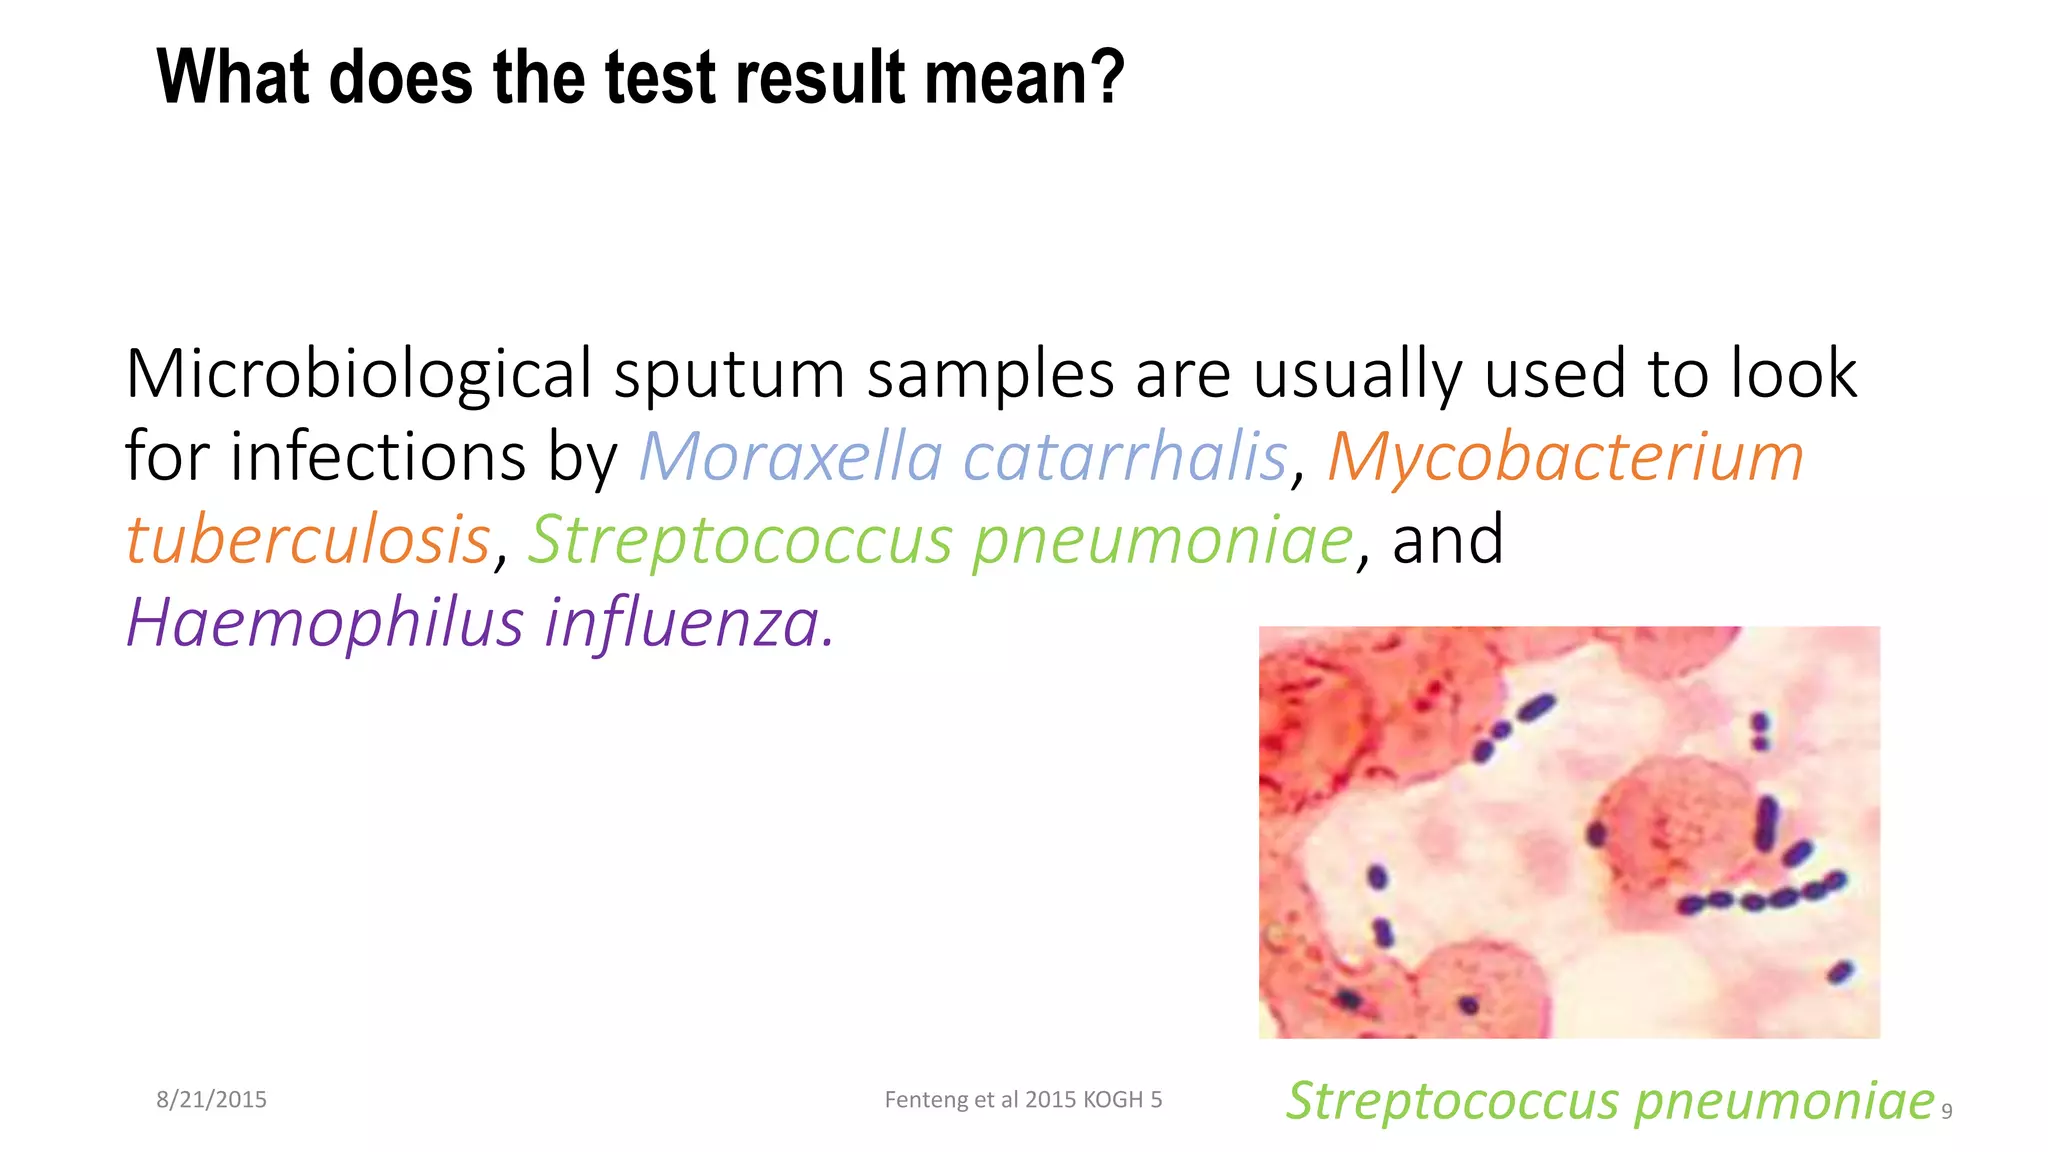 What does the test result mean?
Microbiological sputum samples are usually used to look
for infections by Moraxella catarrhalis, Mycobacterium
tuberculosis, Streptococcus pneumoniae, and
Haemophilus influenza.
8/21/2015
Fenteng et al 2015 KOGH 5
Streptococcus pneumoniae
9